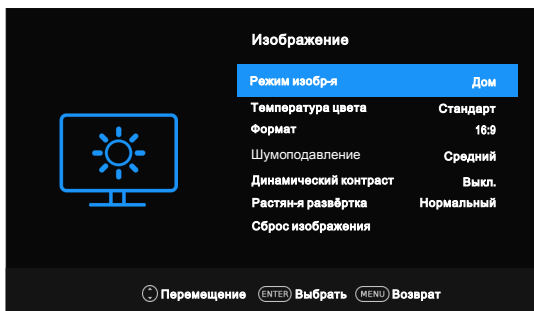 Изображение
Режим изобр-я Дом
Температура цвета Стандарт
Формат 16:9
Шумоподавление Средний
Динамический контраст Выкл.
Растян-я развёртка Нормальный
Сброс изображения
Перемещение ENTER Выбрать MENU Возврат